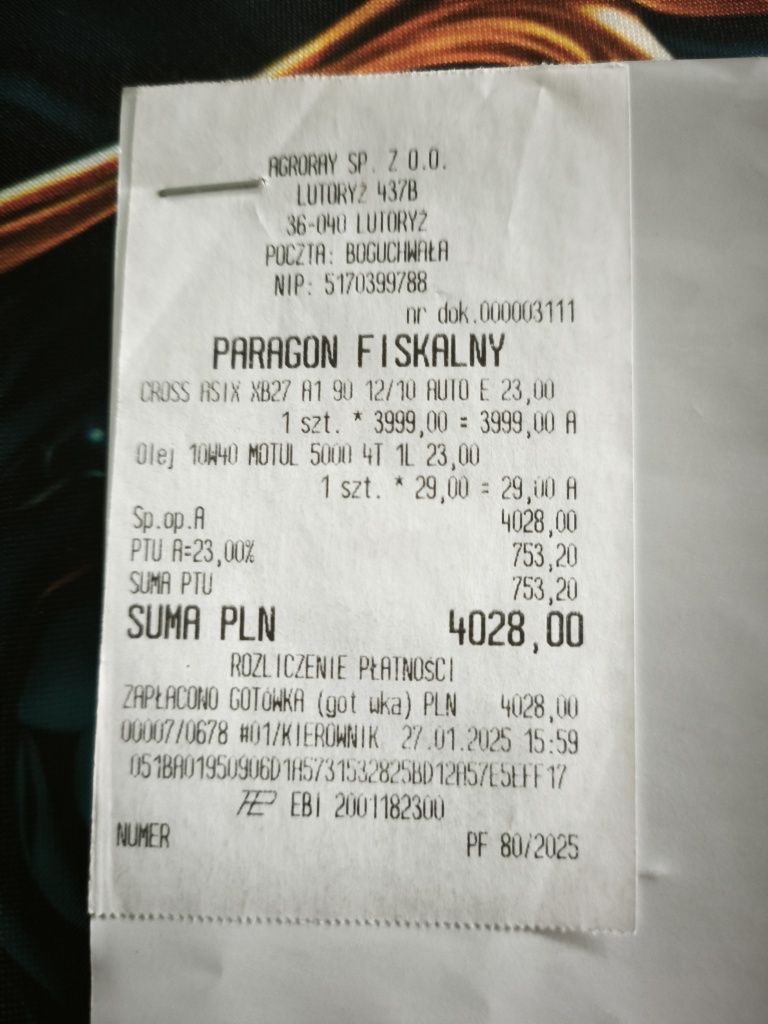 AGRORAY SP. Z O.O.
LUTORYŻ 437B
36-040 LUTORYŻ
POCZTA: BOGUCHWAŁA
NIP: 5170399788
nr dok.000003111
PARAGON FISKALNY
CROSS ASIX XB27 A1 90 12/10 AUTO E 23,00
1 szt. * 3999,00 = 3999,00 A
Olej 10W40 MOTUL 5000 4T 1L 23,00
1 szt. * 29,00 = 29,00 A
Sp.op.A 4028,00
PTU A=23,00% 753,20
SUMA PTU 753,20
SUMA PLN 4028,00
ROZLICZENIE PŁATNOŚCI
ZAPŁACONO GOTÓWKA (got wka) PLN 4028,00
00007/0678 #01/KIEROWNIK 27.01.2025 15:59
051BA01950906D1A5731532825BD12A57E5EFF17
EBI 2001182300
NUMER PF 80/2025